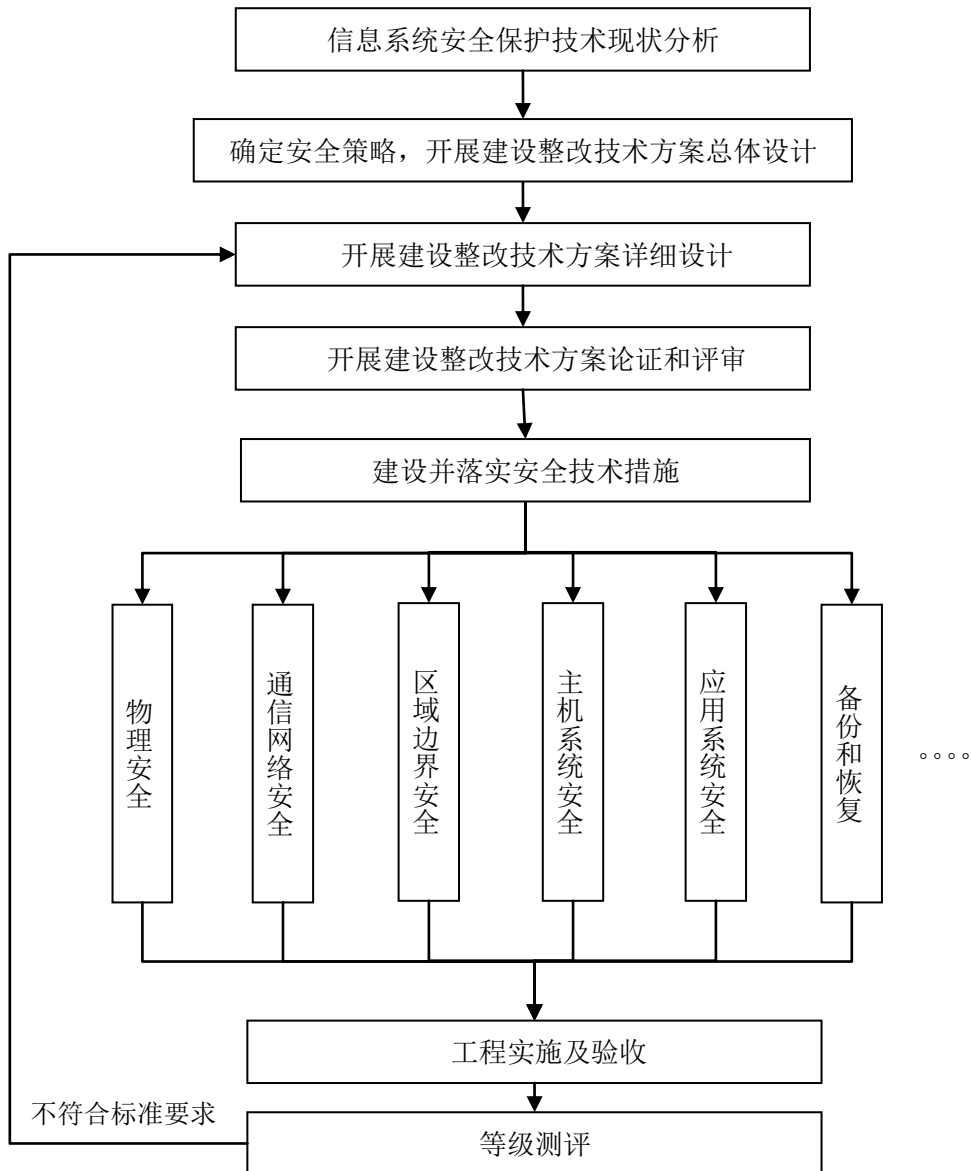 信息系统安全保护技术现状分析
确定安全策略，开展建设整改技术方案总体设计
开展建设整改技术方案详细设计
开展建设整改技术方案论证和评审
建设并落实安全技术措施
物理安全
通信网络安全
区域边界安全
主机系统安全
应用系统安全
备份和恢复
。。。。
工程实施及验收
不符合标准要求
等级测评